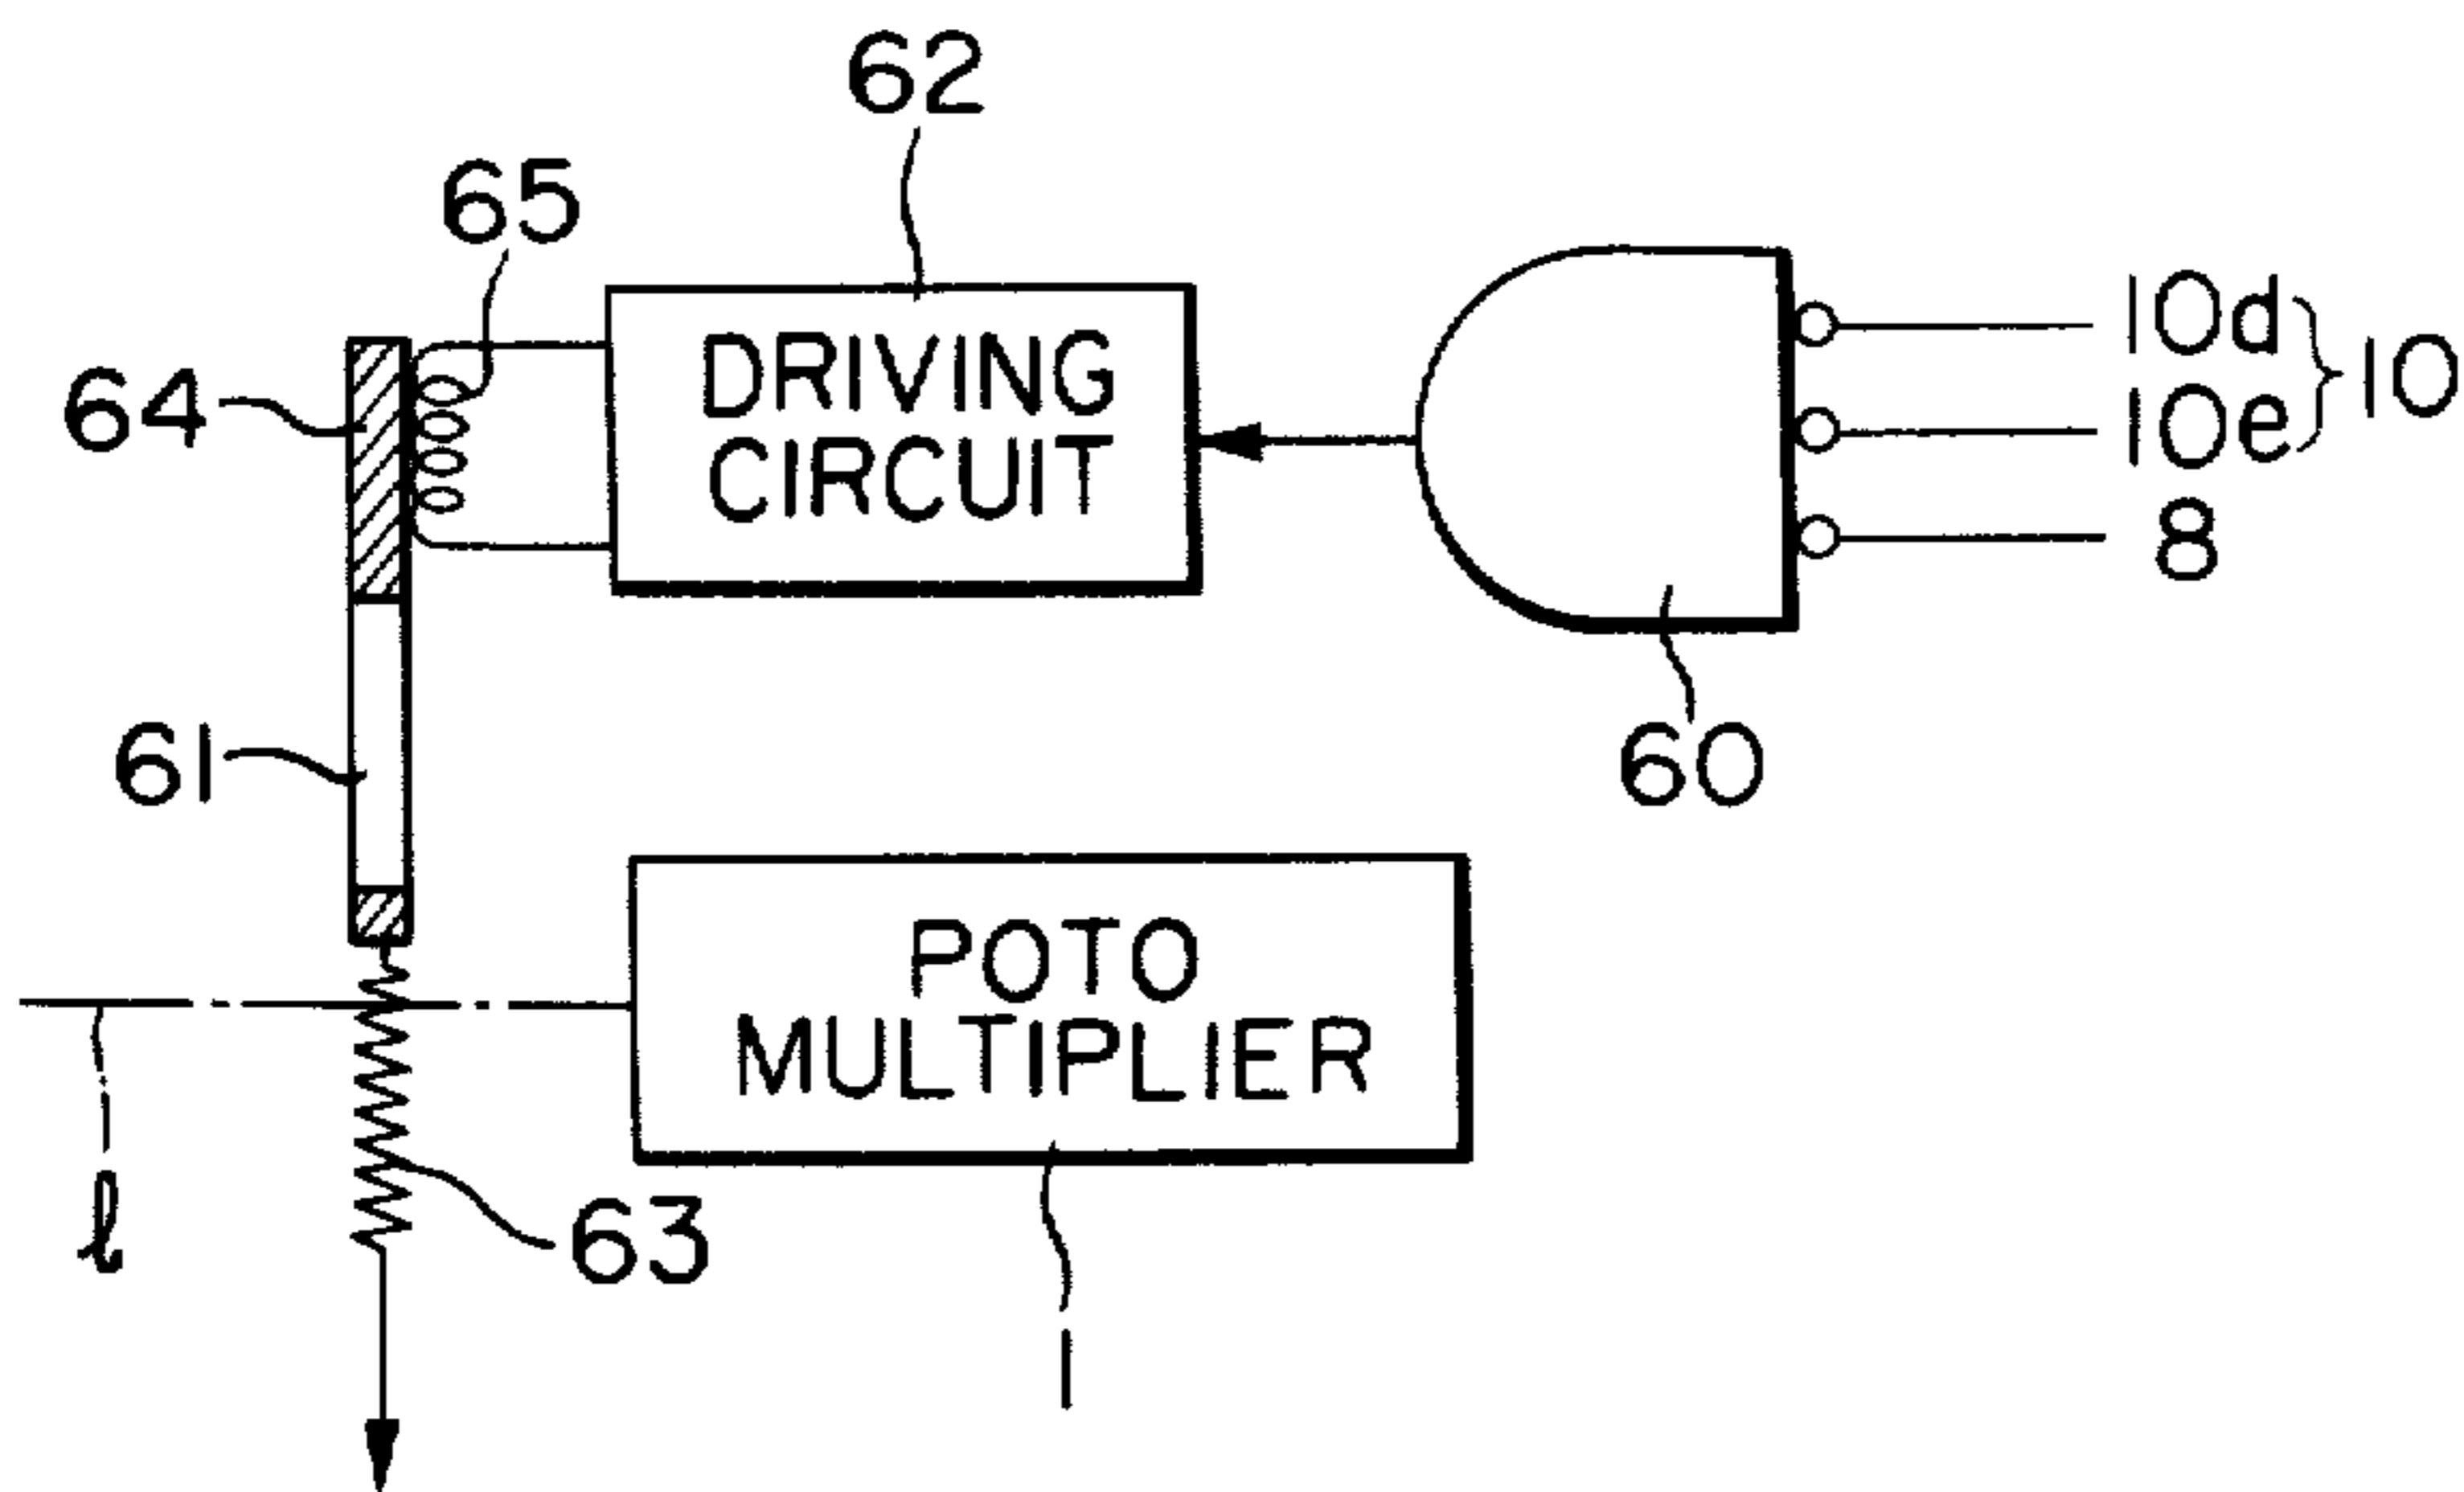 62
65
64
DRIVING
CIRCUIT
10d
10e
10
8
61
60
POTO
MULTIPLIER
l
63
1